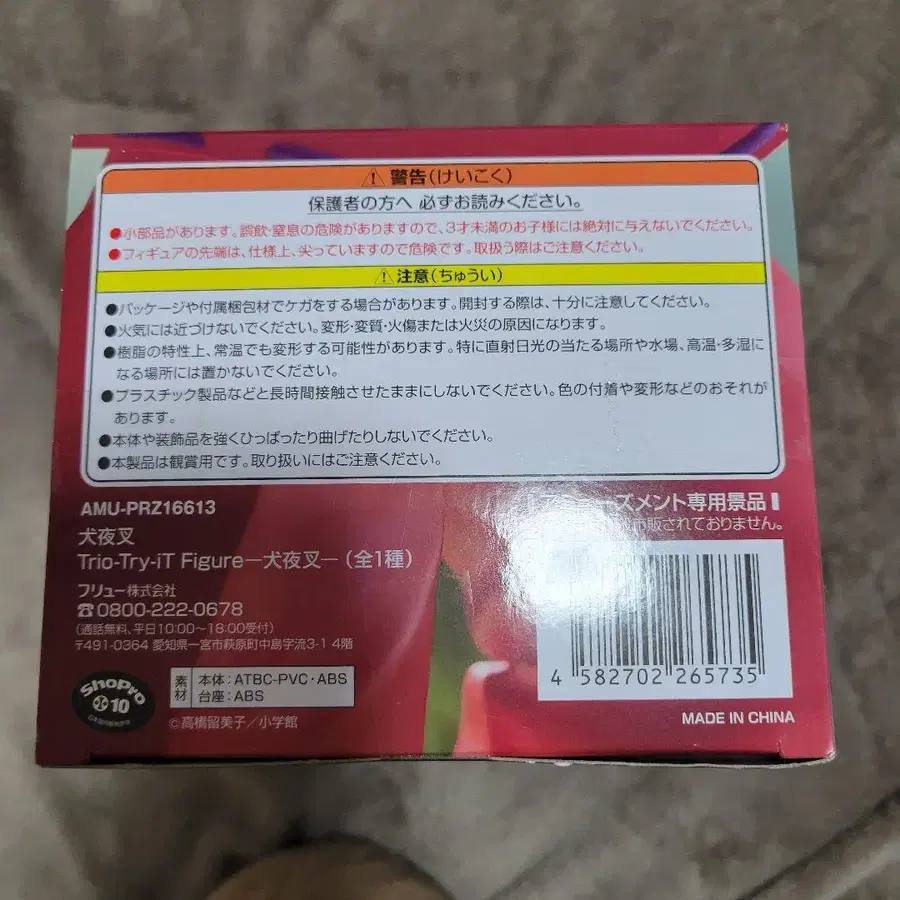 ⚠ 警告(けいこく)
保護者の方へ 必ずお読みください。
●小部品があります。誤飲・窒息の危険がありますので、3才未満のお子様には絶対に与えないでください。
●フィギュアの先端は、仕様上、尖っていますので危険です。取扱う際はご注意ください。
⚠ 注意(ちゅうい)
●パッケージや付属梱包材でケガをする場合があります。開封する際は、十分に注意してください。
●火気には近づけないでください。変形・変質・火傷または火災の原因になります。
●樹脂の特性上、常温でも変形する可能性があります。特に直射日光の当たる場所や水場、高温・多湿に
なる場所には置かないでください。
●プラスチック製品などと長時間接触させたままにしないでください。色の付着や変形などのおそれが
あります。
●本体や装飾品を強くひっぱったり曲げたりしないでください。
●本製品は観賞用です。取り扱いにはご注意ください。
AMU-PRZ16613
犬夜叉
Trio-Try-iT Figure―犬夜叉―(全1種)
フリュー株式会社
☎0800-222-0678
(通話無料、平日10:00〜18:00受付)
〒491-0364 愛知県一宮市萩原町中島字流3-1 4階
ShoPro
10
素材
本体:ATBC-PVC・ABS
台座:ABS
©高橋留美子/小学館
ズメント専用景品
市販されておりません。
4 582702 265735
MADE IN CHINA